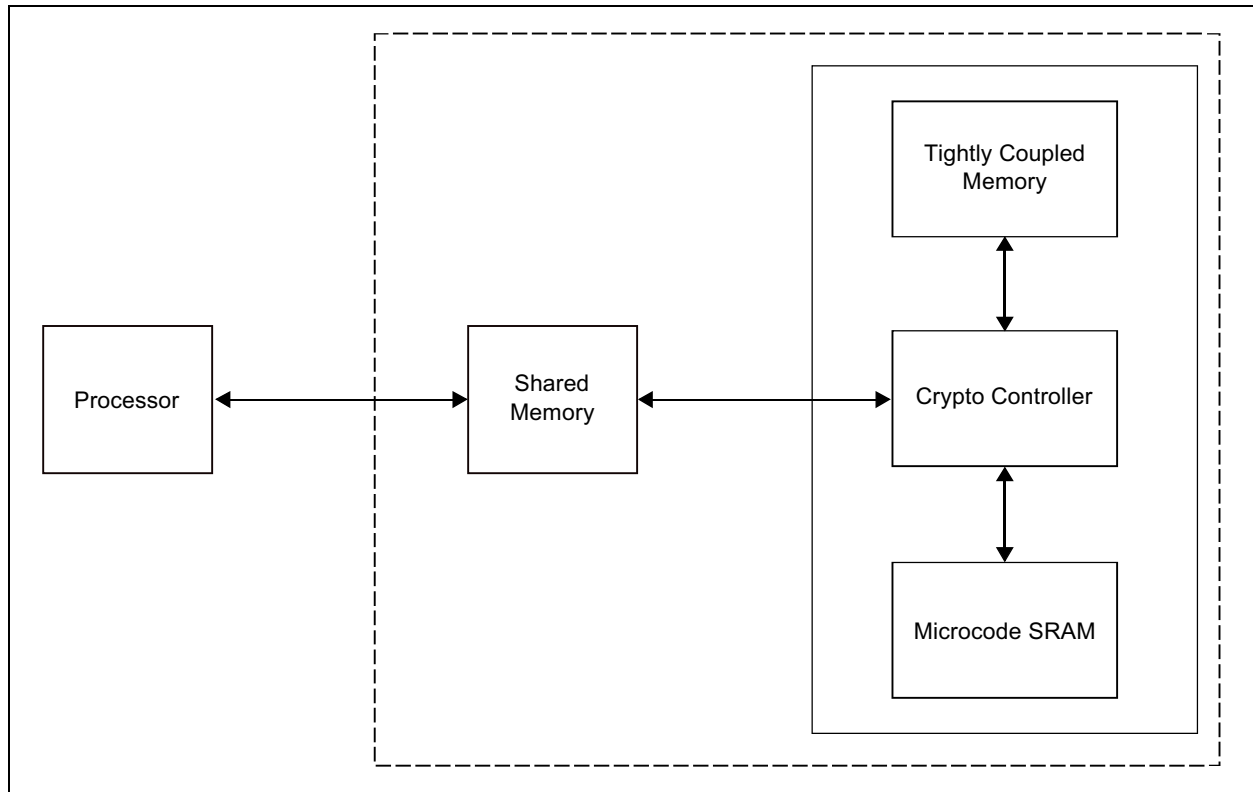 Tightly Coupled
Memory
Processor
Shared
Memory
Crypto Controller
Microcode SRAM